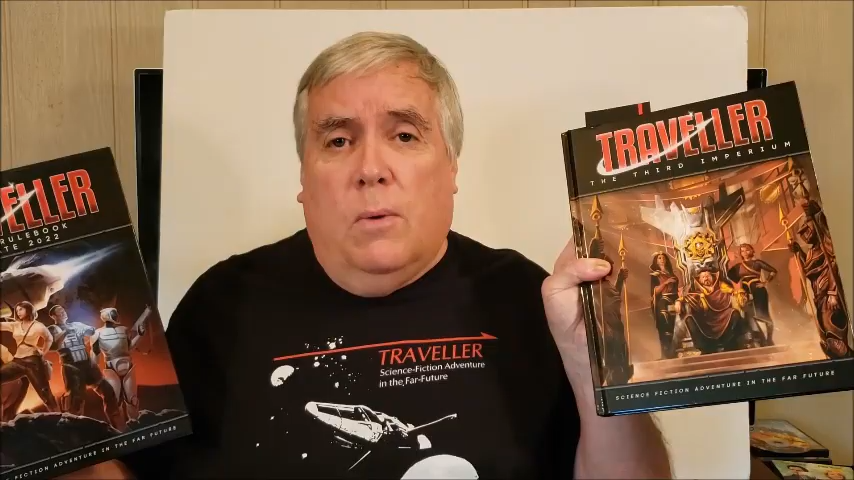 VELLER
RULEBOOK
TE 2022
E FICTION ADVENTURE IN THE FAR FUTURE
TRAVELLER
Science-Fiction Adventure
in the Far-Future
TRAVELLER
THE THIRD IMPERIUM
SCIENCE FICTION ADVENTURE IN THE FAR FUTURE